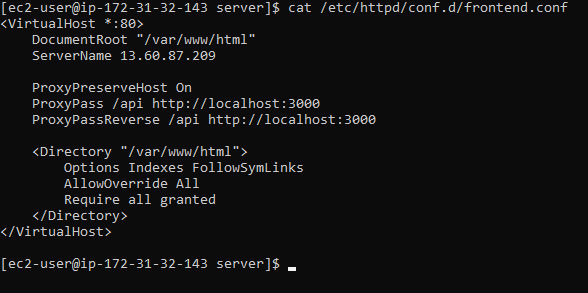 [ec2-user@ip-172-31-32-143 server]$ cat /etc/httpd/conf.d/frontend.conf
<VirtualHost *:80>
    DocumentRoot "/var/www/html"
    ServerName 13.60.87.209

    ProxyPreserveHost On
    ProxyPass /api http://localhost:3000
    ProxyPassReverse /api http://localhost:3000

    <Directory "/var/www/html">
        Options Indexes FollowSymLinks
        AllowOverride All
        Require all granted
    </Directory>
</VirtualHost>

[ec2-user@ip-172-31-32-143 server]$